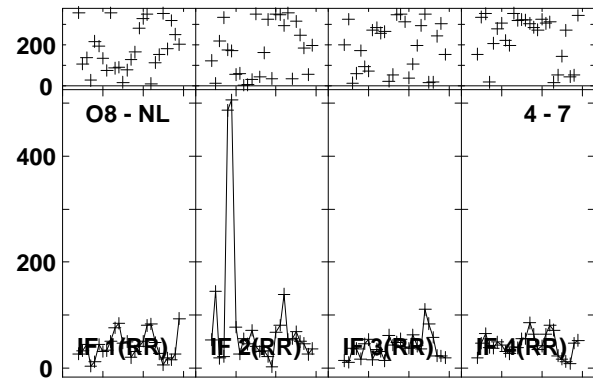 200
0
O8 - NL
4 - 7
400
200
0
IF 1(RR)
IF 2(RR)
IF 3(RR)
IF 4(RR)